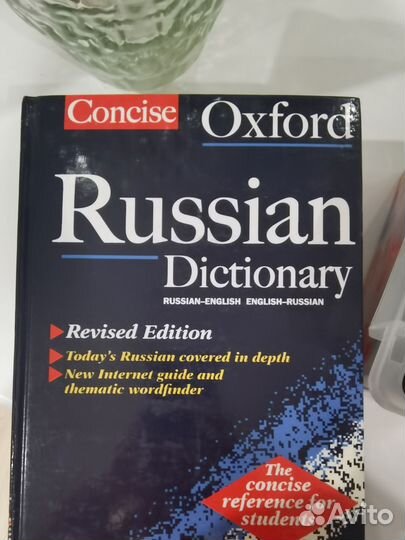 Concise Oxford
Russian
Dictionary
RUSSIAN–ENGLISH ENGLISH–RUSSIAN
Revised Edition
Today's Russian covered in depth
New Internet guide and
thematic wordfinder
The
concise
reference for
students
Avito